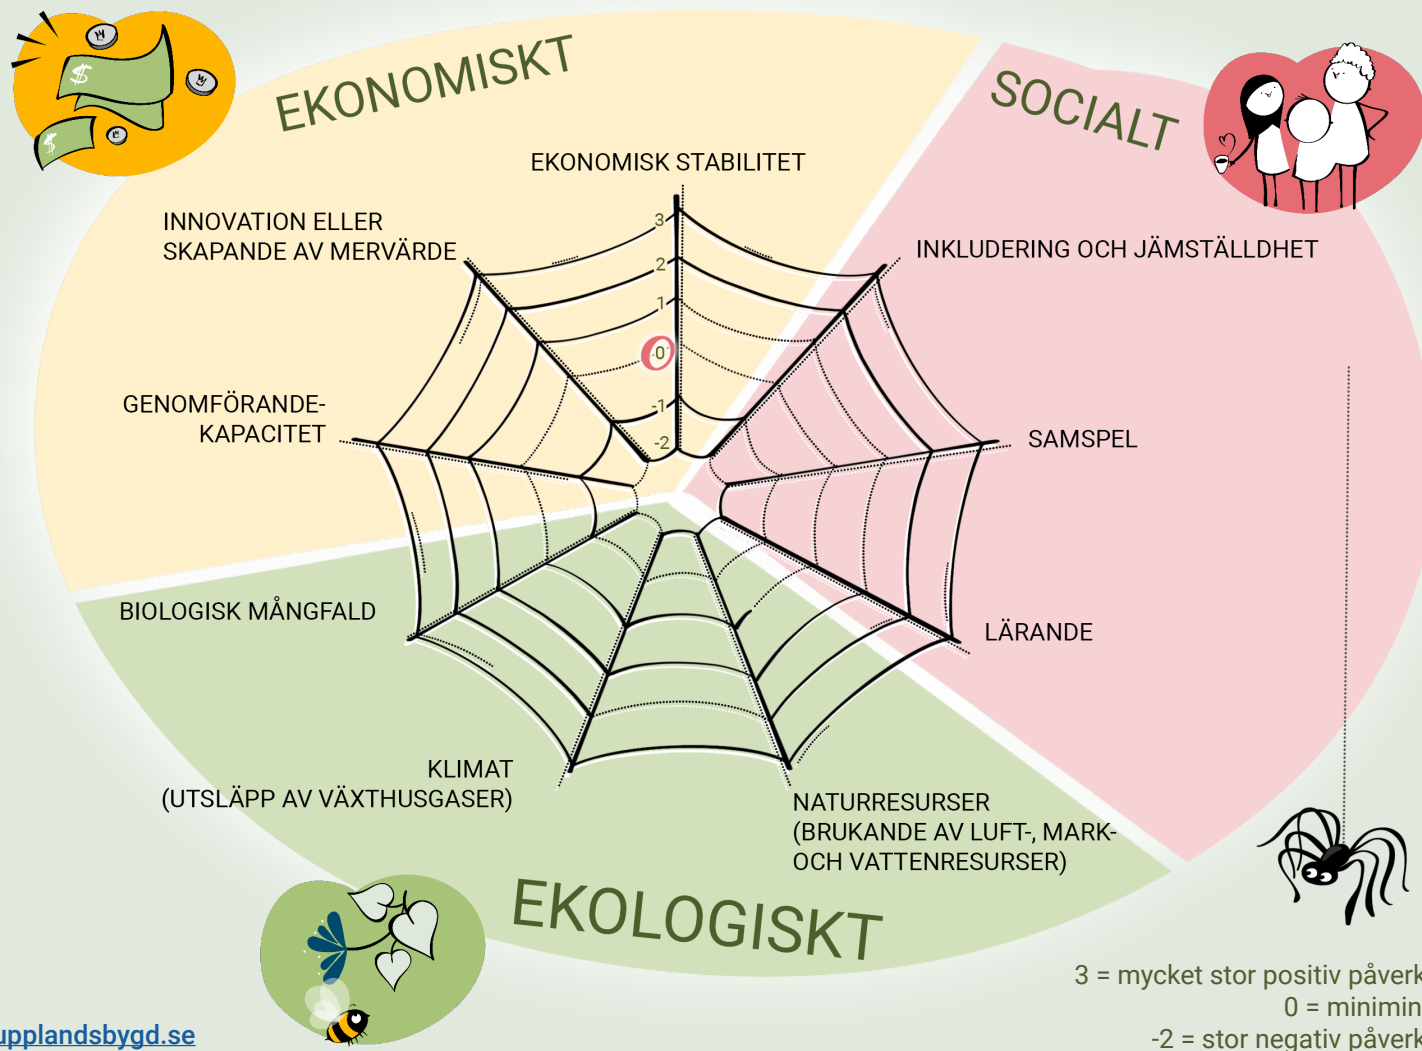 EKONOMISKT
SOCIALT
EKONOMISK STABILITET
INNOVATION ELLER
SKAPANDE AV MERVÄRDE
INKLUDERING OCH JÄMSTÄLLDHET
3
2
1
0
-1
-2
GENOMFÖRANDE-
KAPACITET
SAMSPEL
BIOLOGISK MÅNGFALD
LÄRANDE
KLIMAT
(UTSLÄPP AV VÄXTHUSGASER)
NATURRESURSER
(BRUKANDE AV LUFT-, MARK-
OCH VATTENRESURSER)
EKOLOGISKT
3 = mycket stor positiv påverk
0 = minimin
-2 = stor negativ påverk
upplandsbygd.se